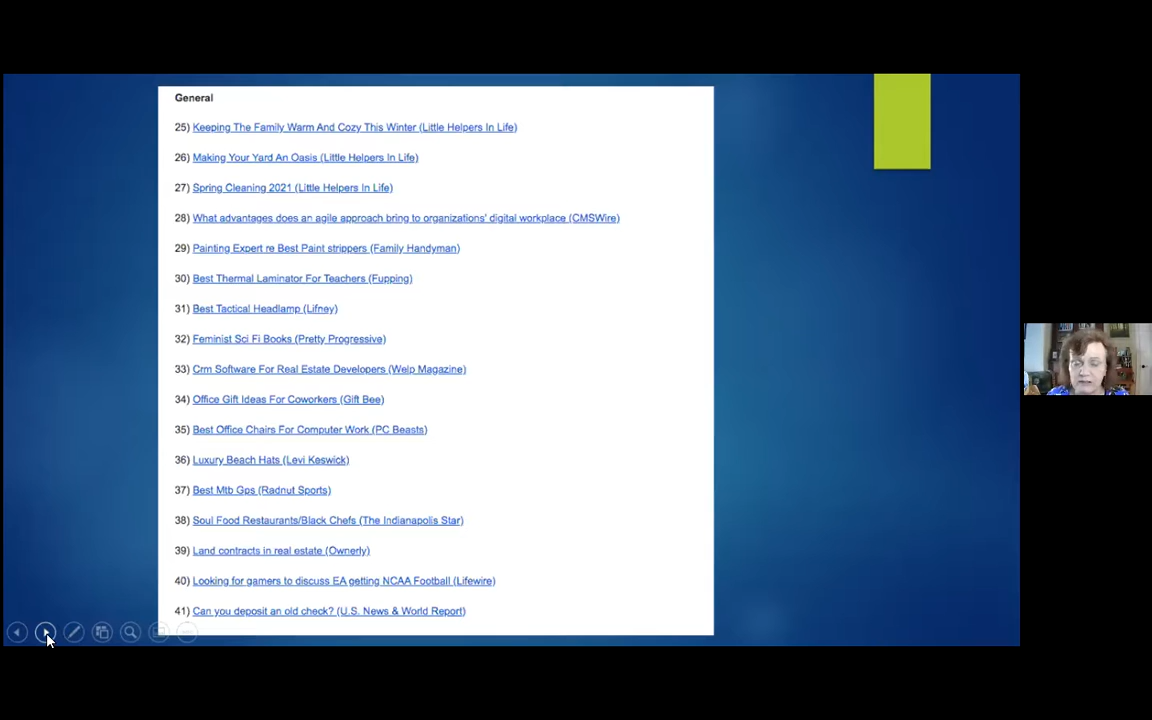 General
25) Keeping The Family Warm And Cozy This Winter (Little Helpers In Life)
26) Making Your Yard An Oasis (Little Helpers In Life)
27) Spring Cleaning 2021 (Little Helpers In Life)
28) What advantages does an agile approach bring to organizations' digital workplace (CMSWire)
29) Painting Expert re Best Paint strippers (Family Handyman)
30) Best Thermal Laminator For Teachers (Fupping)
31) Best Tactical Headlamp (Lifney)
32) Feminist Sci Fi Books (Pretty Progressive)
33) Crm Software For Real Estate Developers (Welp Magazine)
34) Office Gift Ideas For Coworkers (Gift Bee)
35) Best Office Chairs For Computer Work (PC Beasts)
36) Luxury Beach Hats (Levi Keswick)
37) Best Mtb Gps (Radnut Sports)
38) Soul Food Restaurants/Black Chefs (The Indianapolis Star)
39) Land contracts in real estate (Ownerly)
40) Looking for gamers to discuss EA getting NCAA Football (Lifewire)
41) Can you deposit an old check? (U.S. News & World Report)